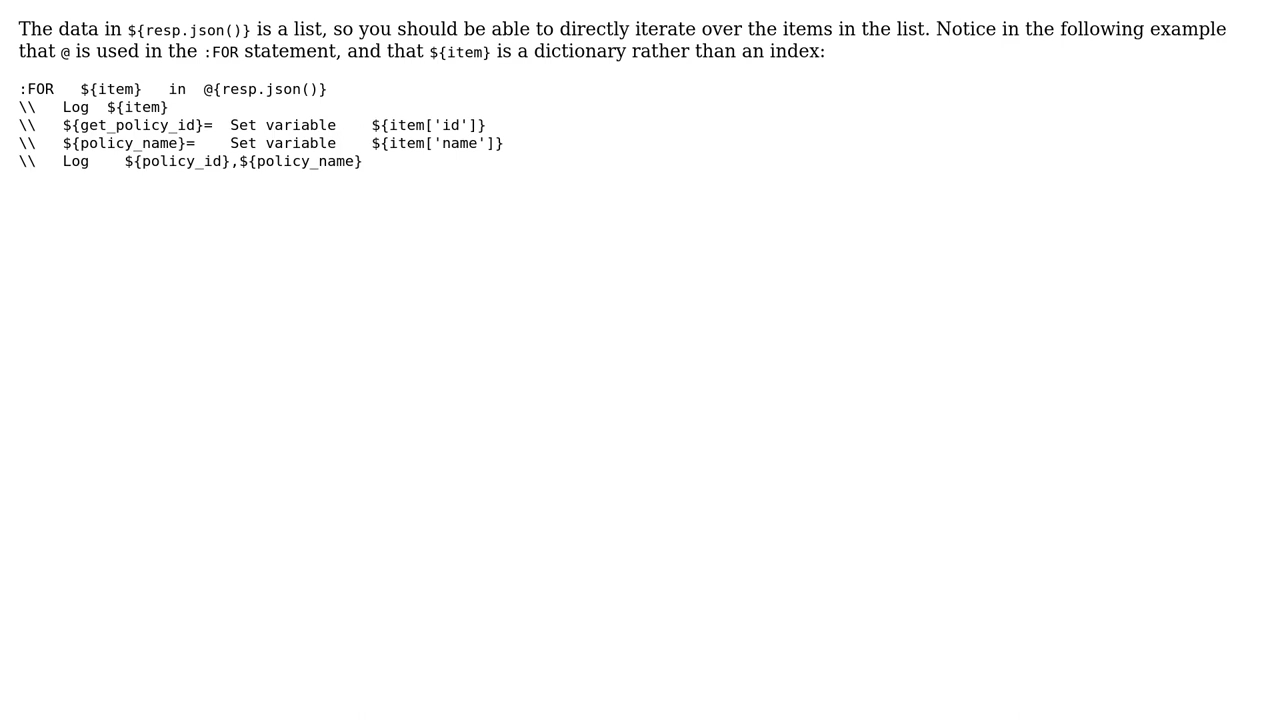 The data in ${resp.json()} is a list, so you should be able to directly iterate over the items in the list. Notice in the following example
that @ is used in the :FOR statement, and that ${item} is a dictionary rather than an index:
:FOR   ${item}   in  @{resp.json()}
\\   Log  ${item}
\\   ${get_policy_id}=  Set variable    ${item['id']}
\\   ${policy_name}=    Set variable    ${item['name']}
\\   Log    ${policy_id},${policy_name}